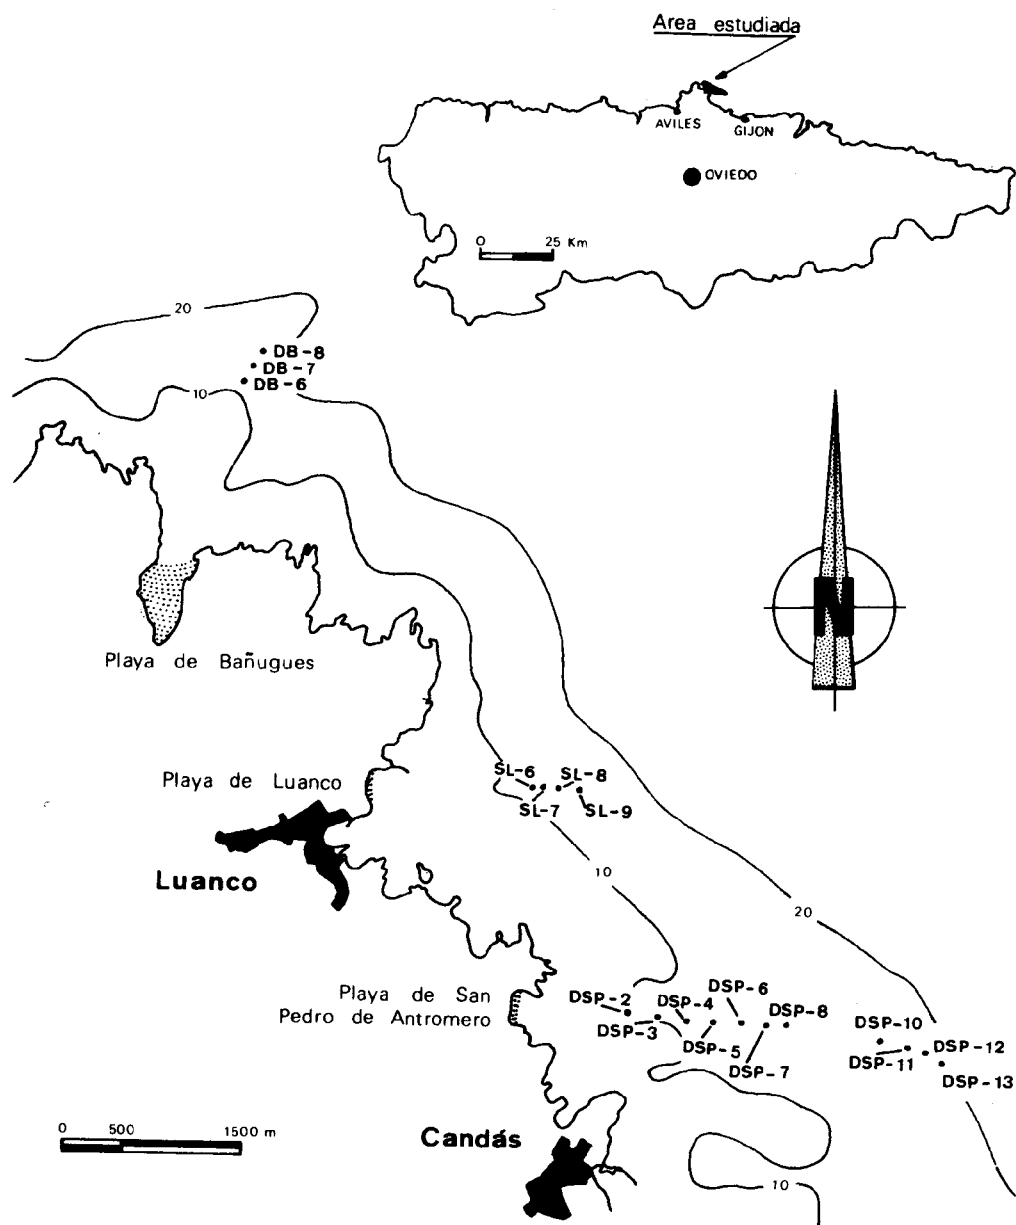 Area estudiada
AVILES
GIJON
OVIEDO
0 25 Km
20
DB-8
DB-7
DB-6
10
N
Playa de Bañugues
SL-6
SL-8
Playa de Luanco
SL-7
SL-9
Luanco
10
20
DSP-6
Playa de San
Pedro de Antromero
DSP-2
DSP-4
DSP-8
DSP-3
DSP-10
DSP-5
DSP-12
DSP-11
DSP-7
DSP-13
0 500 1500 m
Candás
10